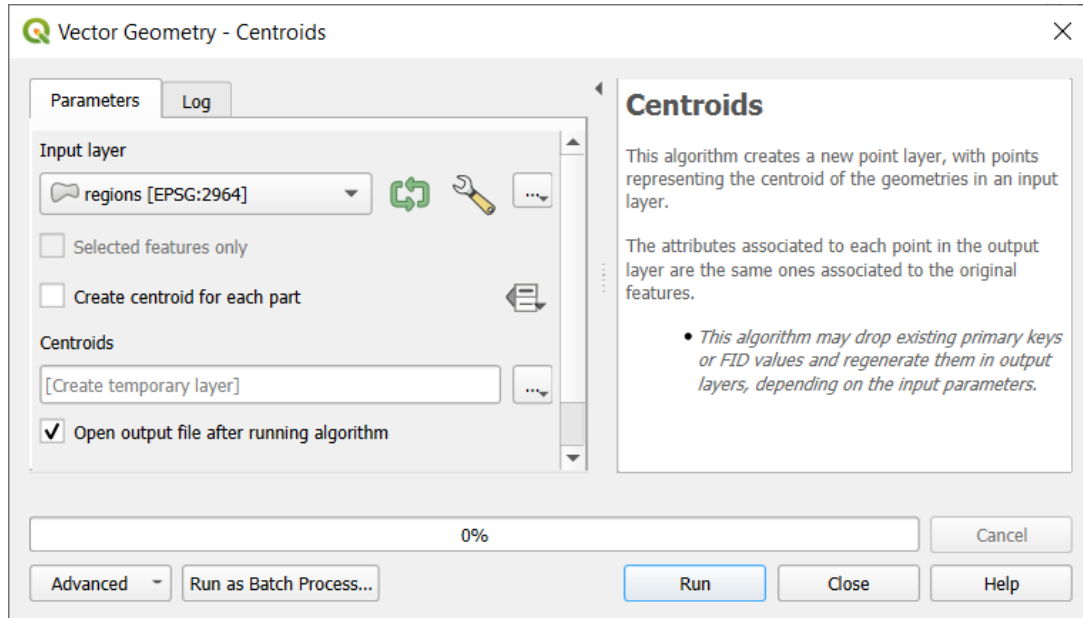 Vector Geometry - Centroids
Parameters
Log
Input layer
regions [EPSG:2964]
...
Selected features only
Create centroid for each part
Centroids
[Create temporary layer]
...
Open output file after running algorithm
Centroids
This algorithm creates a new point layer, with points
representing the centroid of the geometries in an input
layer.
The attributes associated to each point in the output
layer are the same ones associated to the original
features.
• This algorithm may drop existing primary keys
or FID values and regenerate them in output
layers, depending on the input parameters.
0%
Cancel
Advanced
Run as Batch Process...
Run
Close
Help